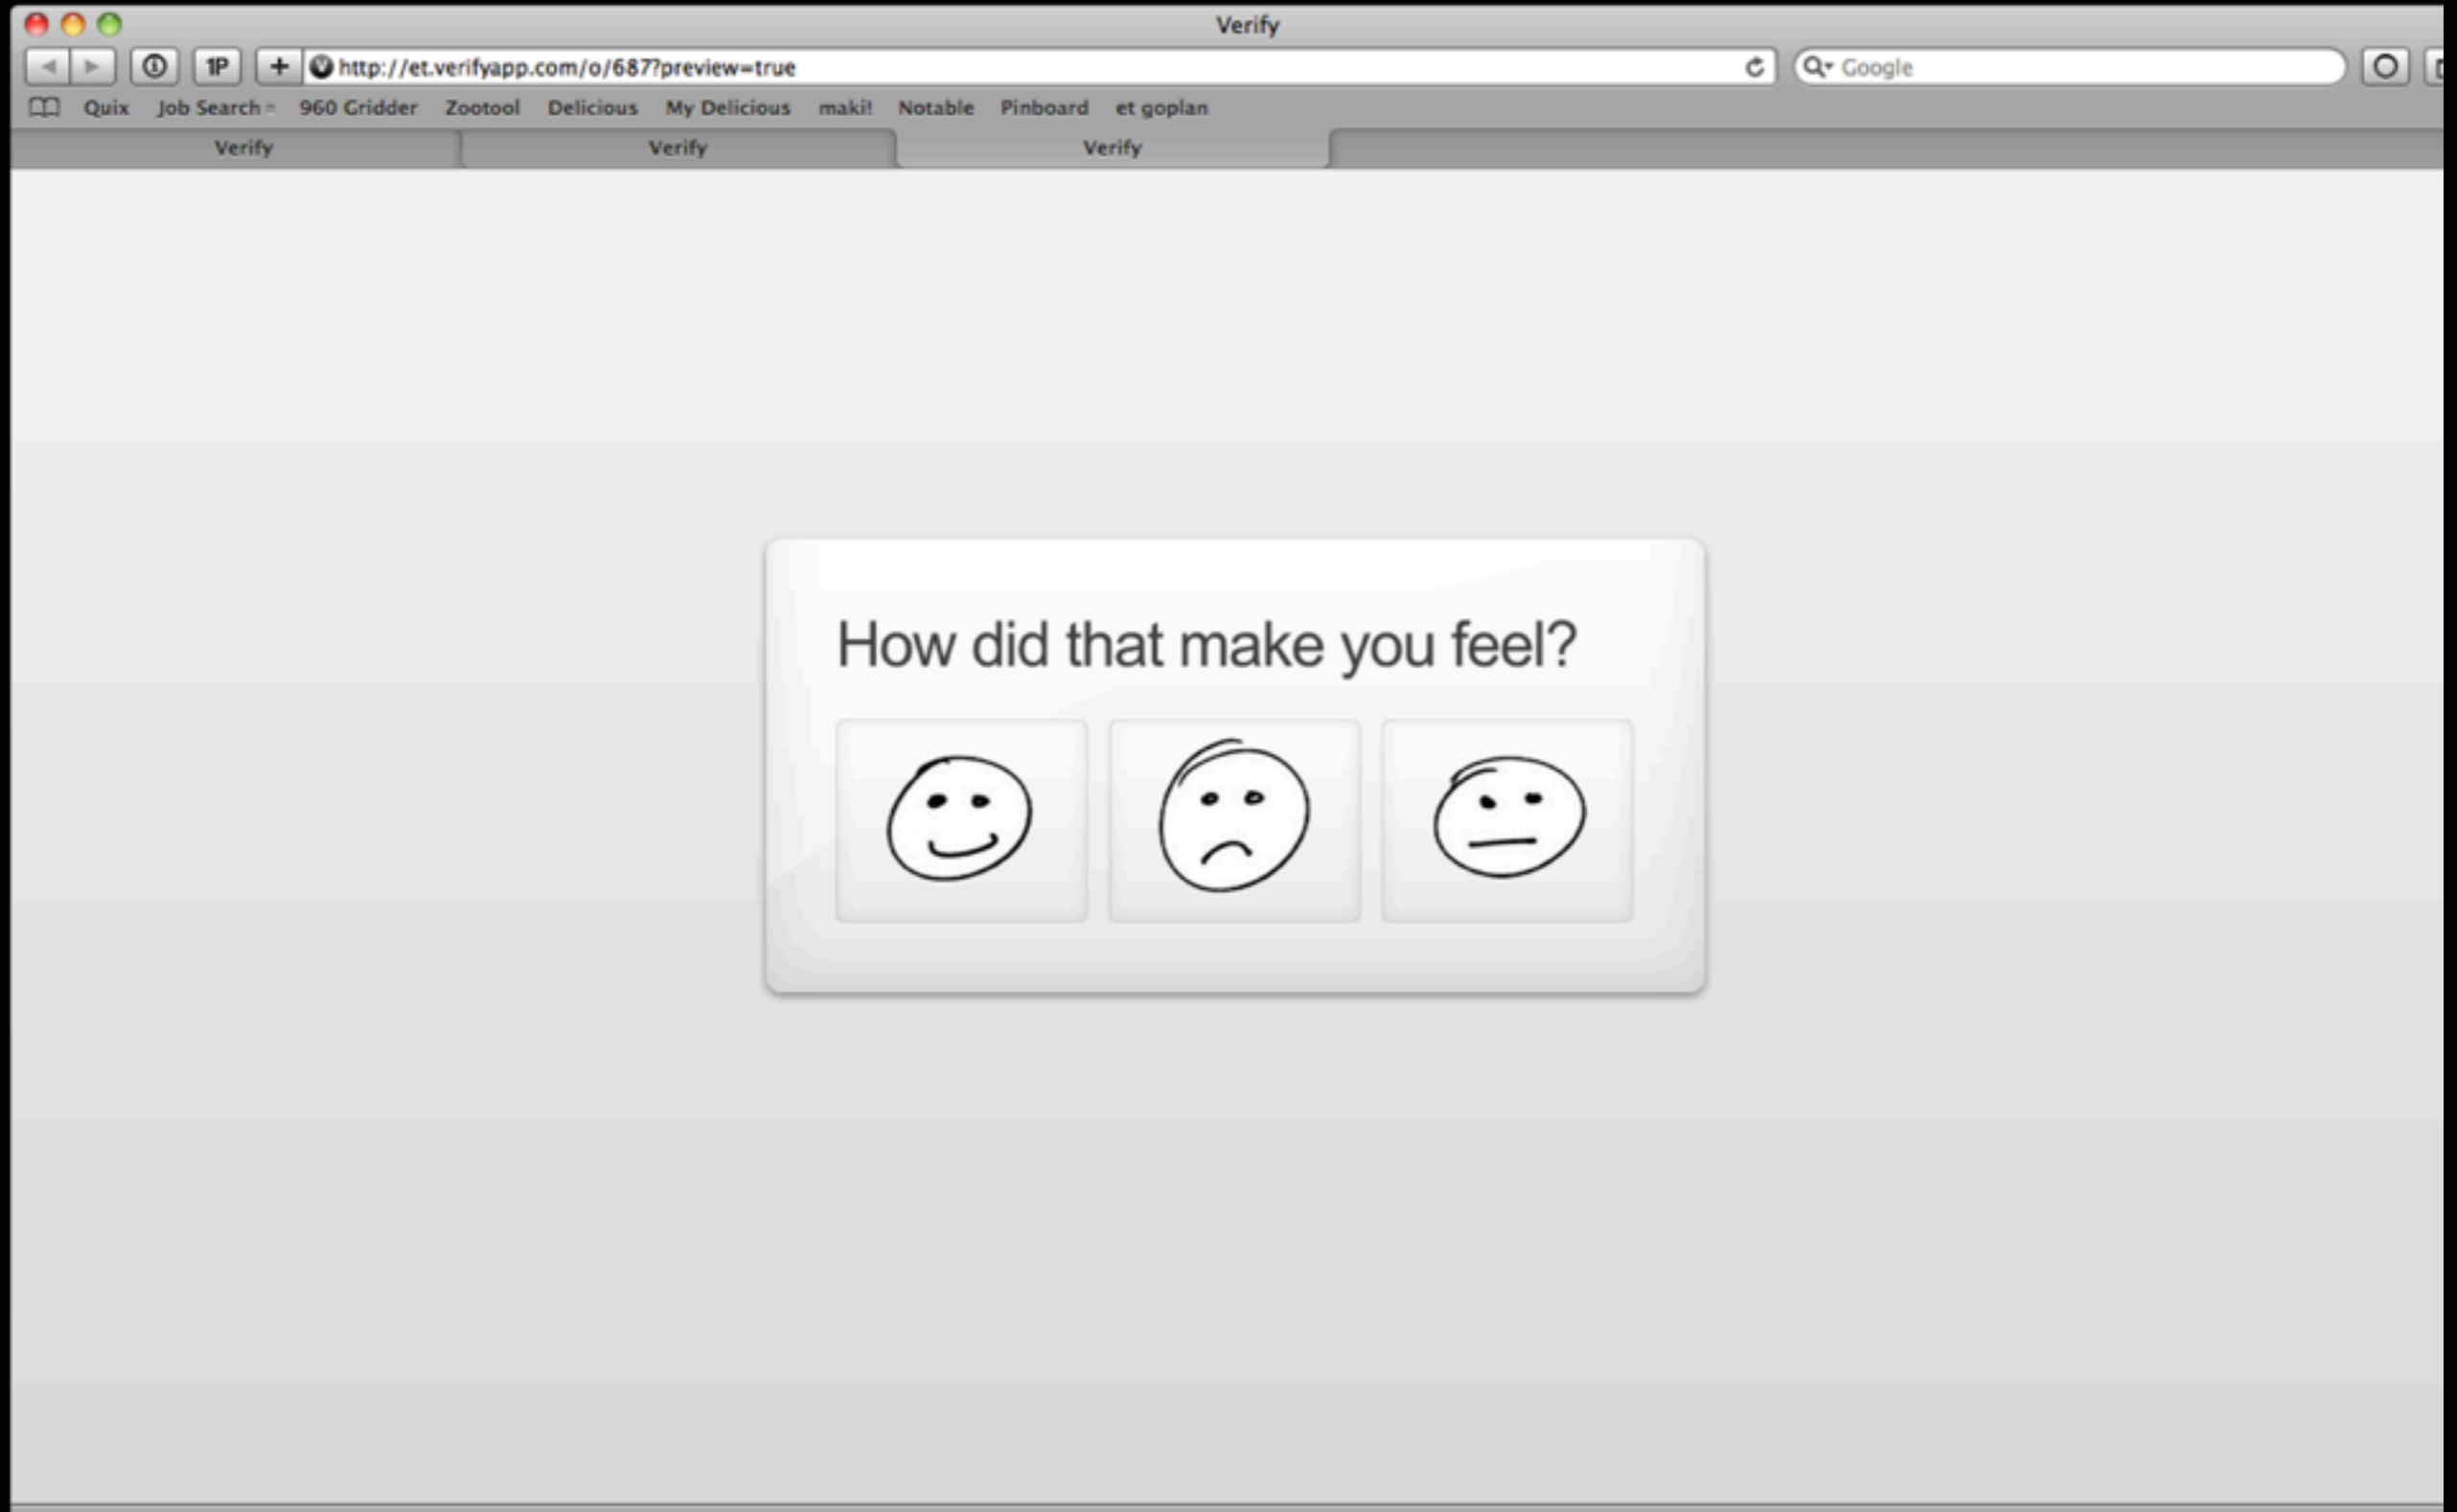 Verify
1P
+
http://et.verifyapp.com/o/687?preview=true
Google
Quix Job Search 960 Gridder Zootool Delicious My Delicious maki! Notable Pinboard et goplan
Verify Verify Verify
How did that make you feel?